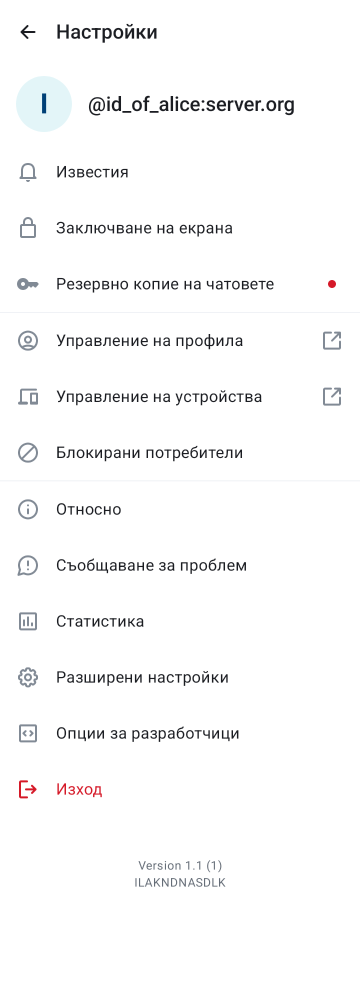 Настройки
I
@id_of_alice:server.org
Известия
Заключване на екрана
Резервно копие на чатовете
Управление на профила
Управление на устройства
Блокирани потребители
Относно
Съобщаване за проблем
Статистика
Разширени настройки
Опции за разработчици
Изход
Version 1.1 (1)
ILAKNDNASDLK